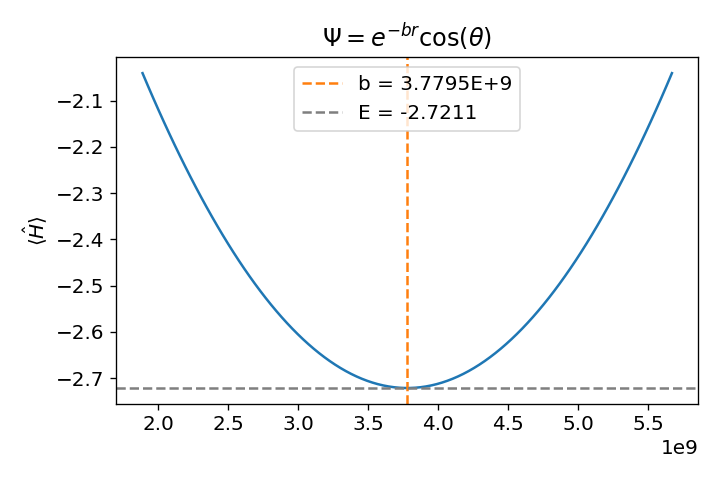 Ψ = e^{-br}cos(θ)
b = 3.7795E+9
E = -2.7211
⟨Ĥ⟩
−2.1
−2.2
−2.3
−2.4
−2.5
−2.6
−2.7
2.0 2.5 3.0 3.5 4.0 4.5 5.0 5.5
1e9